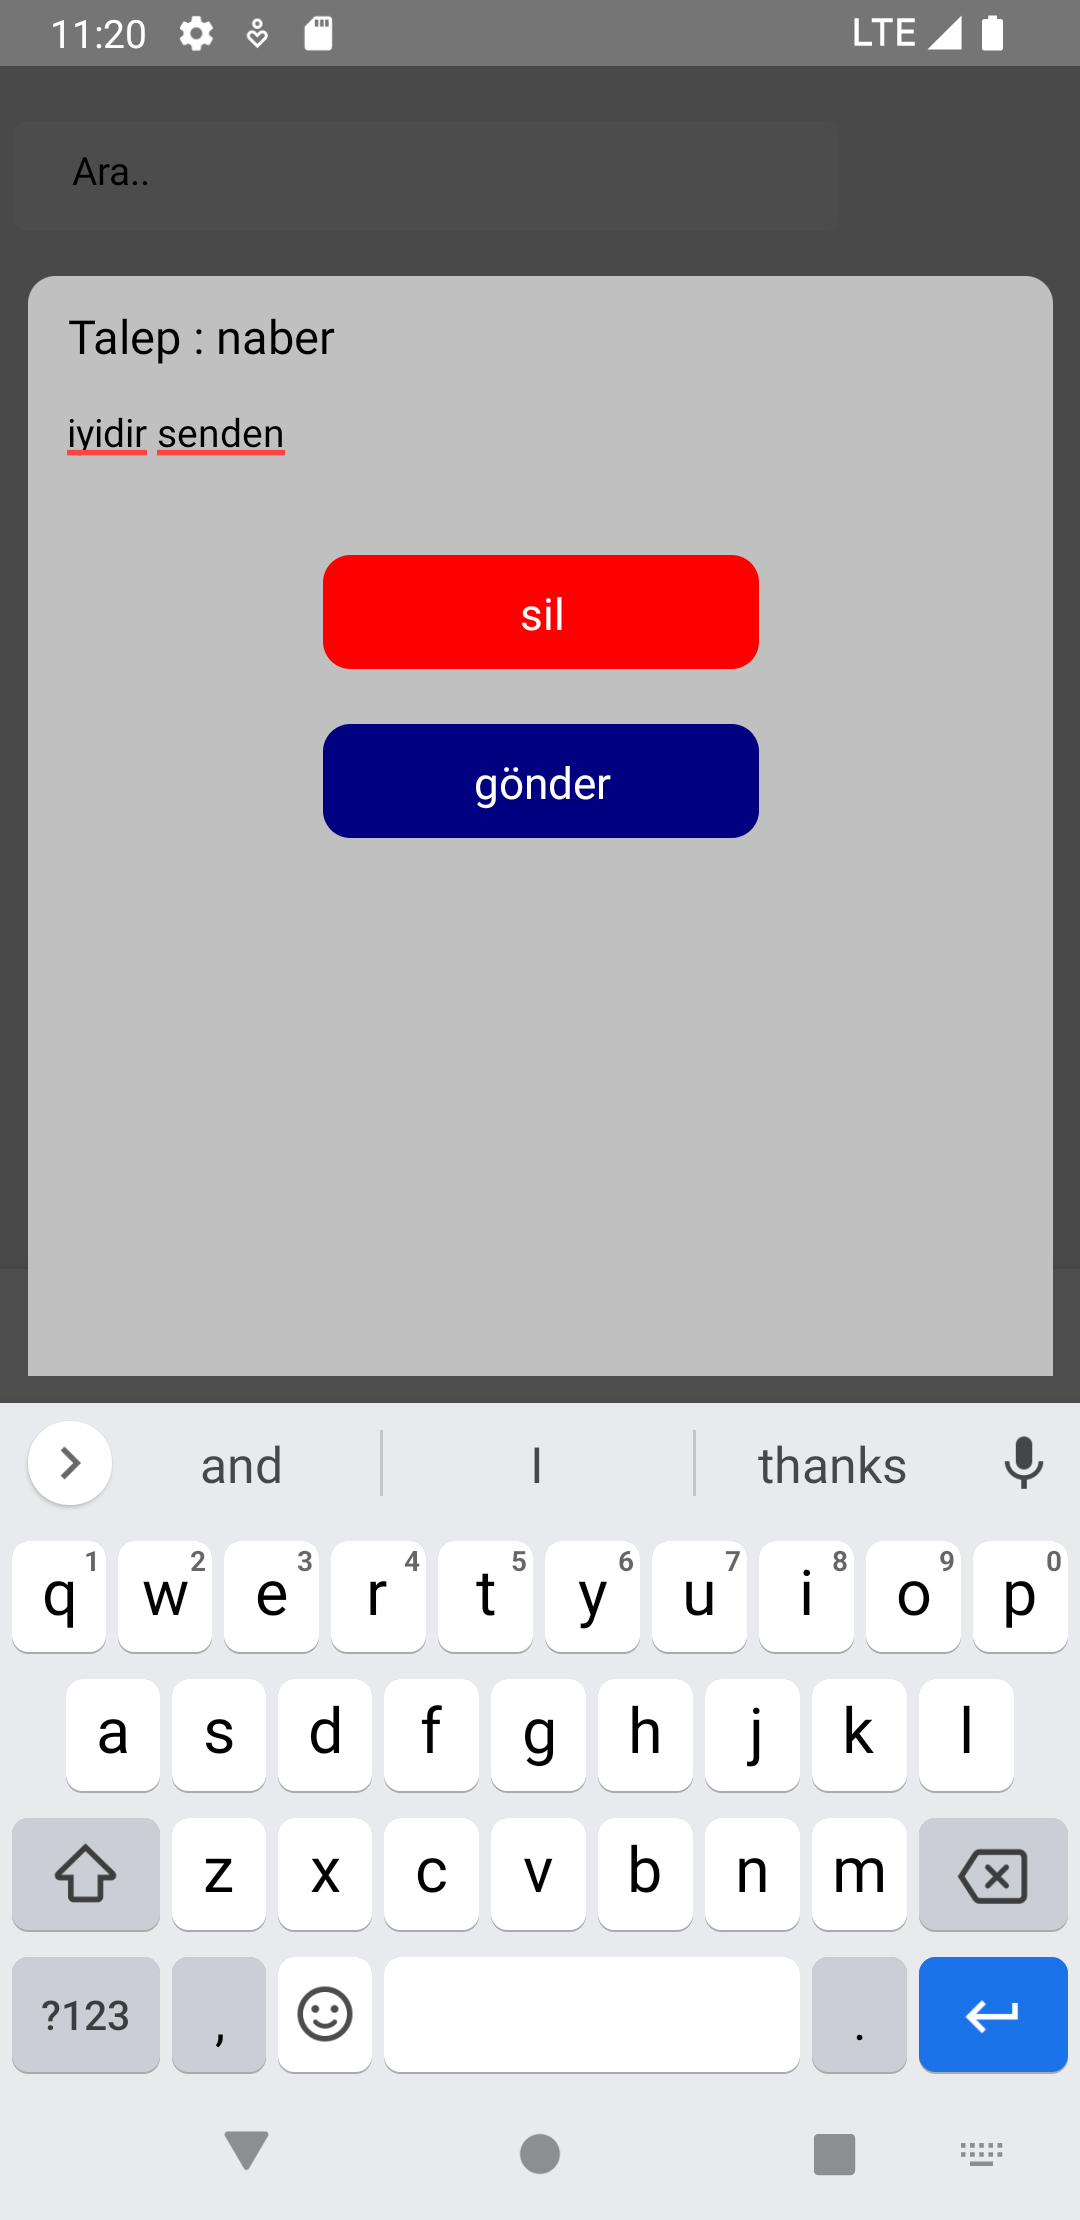 11:20 LTE
Ara..
Talep : naber
iyidir senden
sil
gönder
and I thanks
q 1 w 2 e 3 r 4 t 5 y 6 u 7 i 8 o 9 p 0
a s d f g h j k l
z x c v b n m
?123 , .